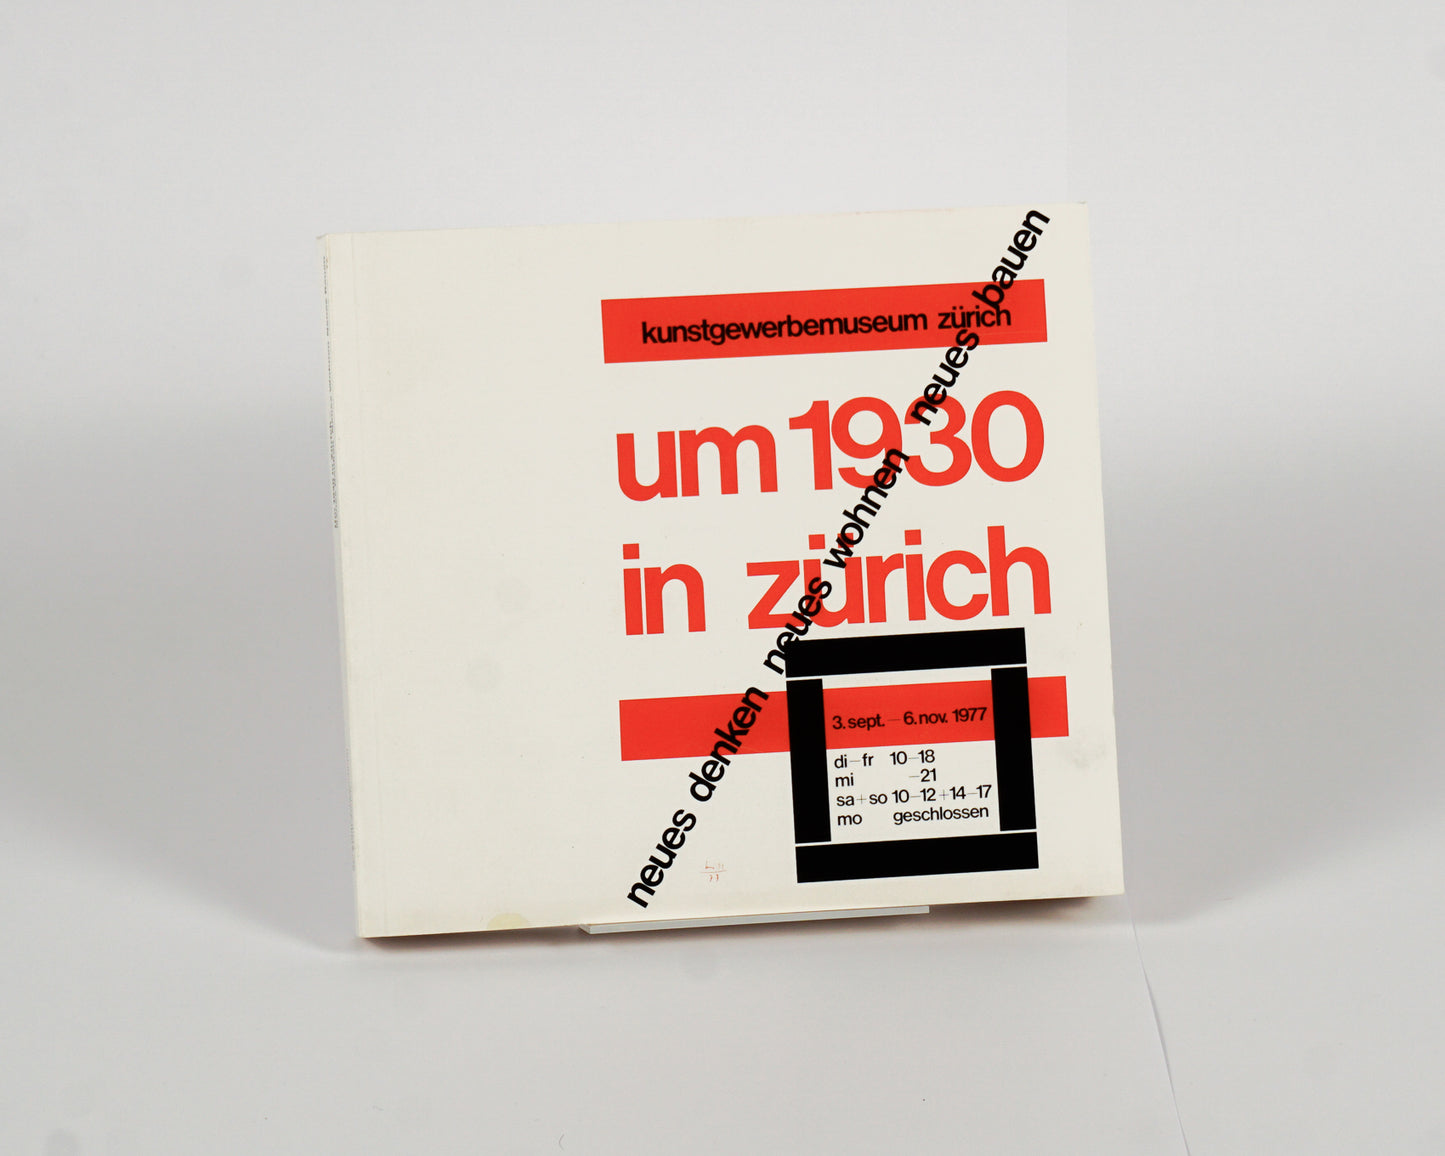 kunstgewerbemuseum zürich
um 1930
in zürich
neues denken neues wohnen neues bauen
3. sept. – 6. nov. 1977
di–fr 10–18
mi –21
sa+so 10–12+14–17
mo geschlossen